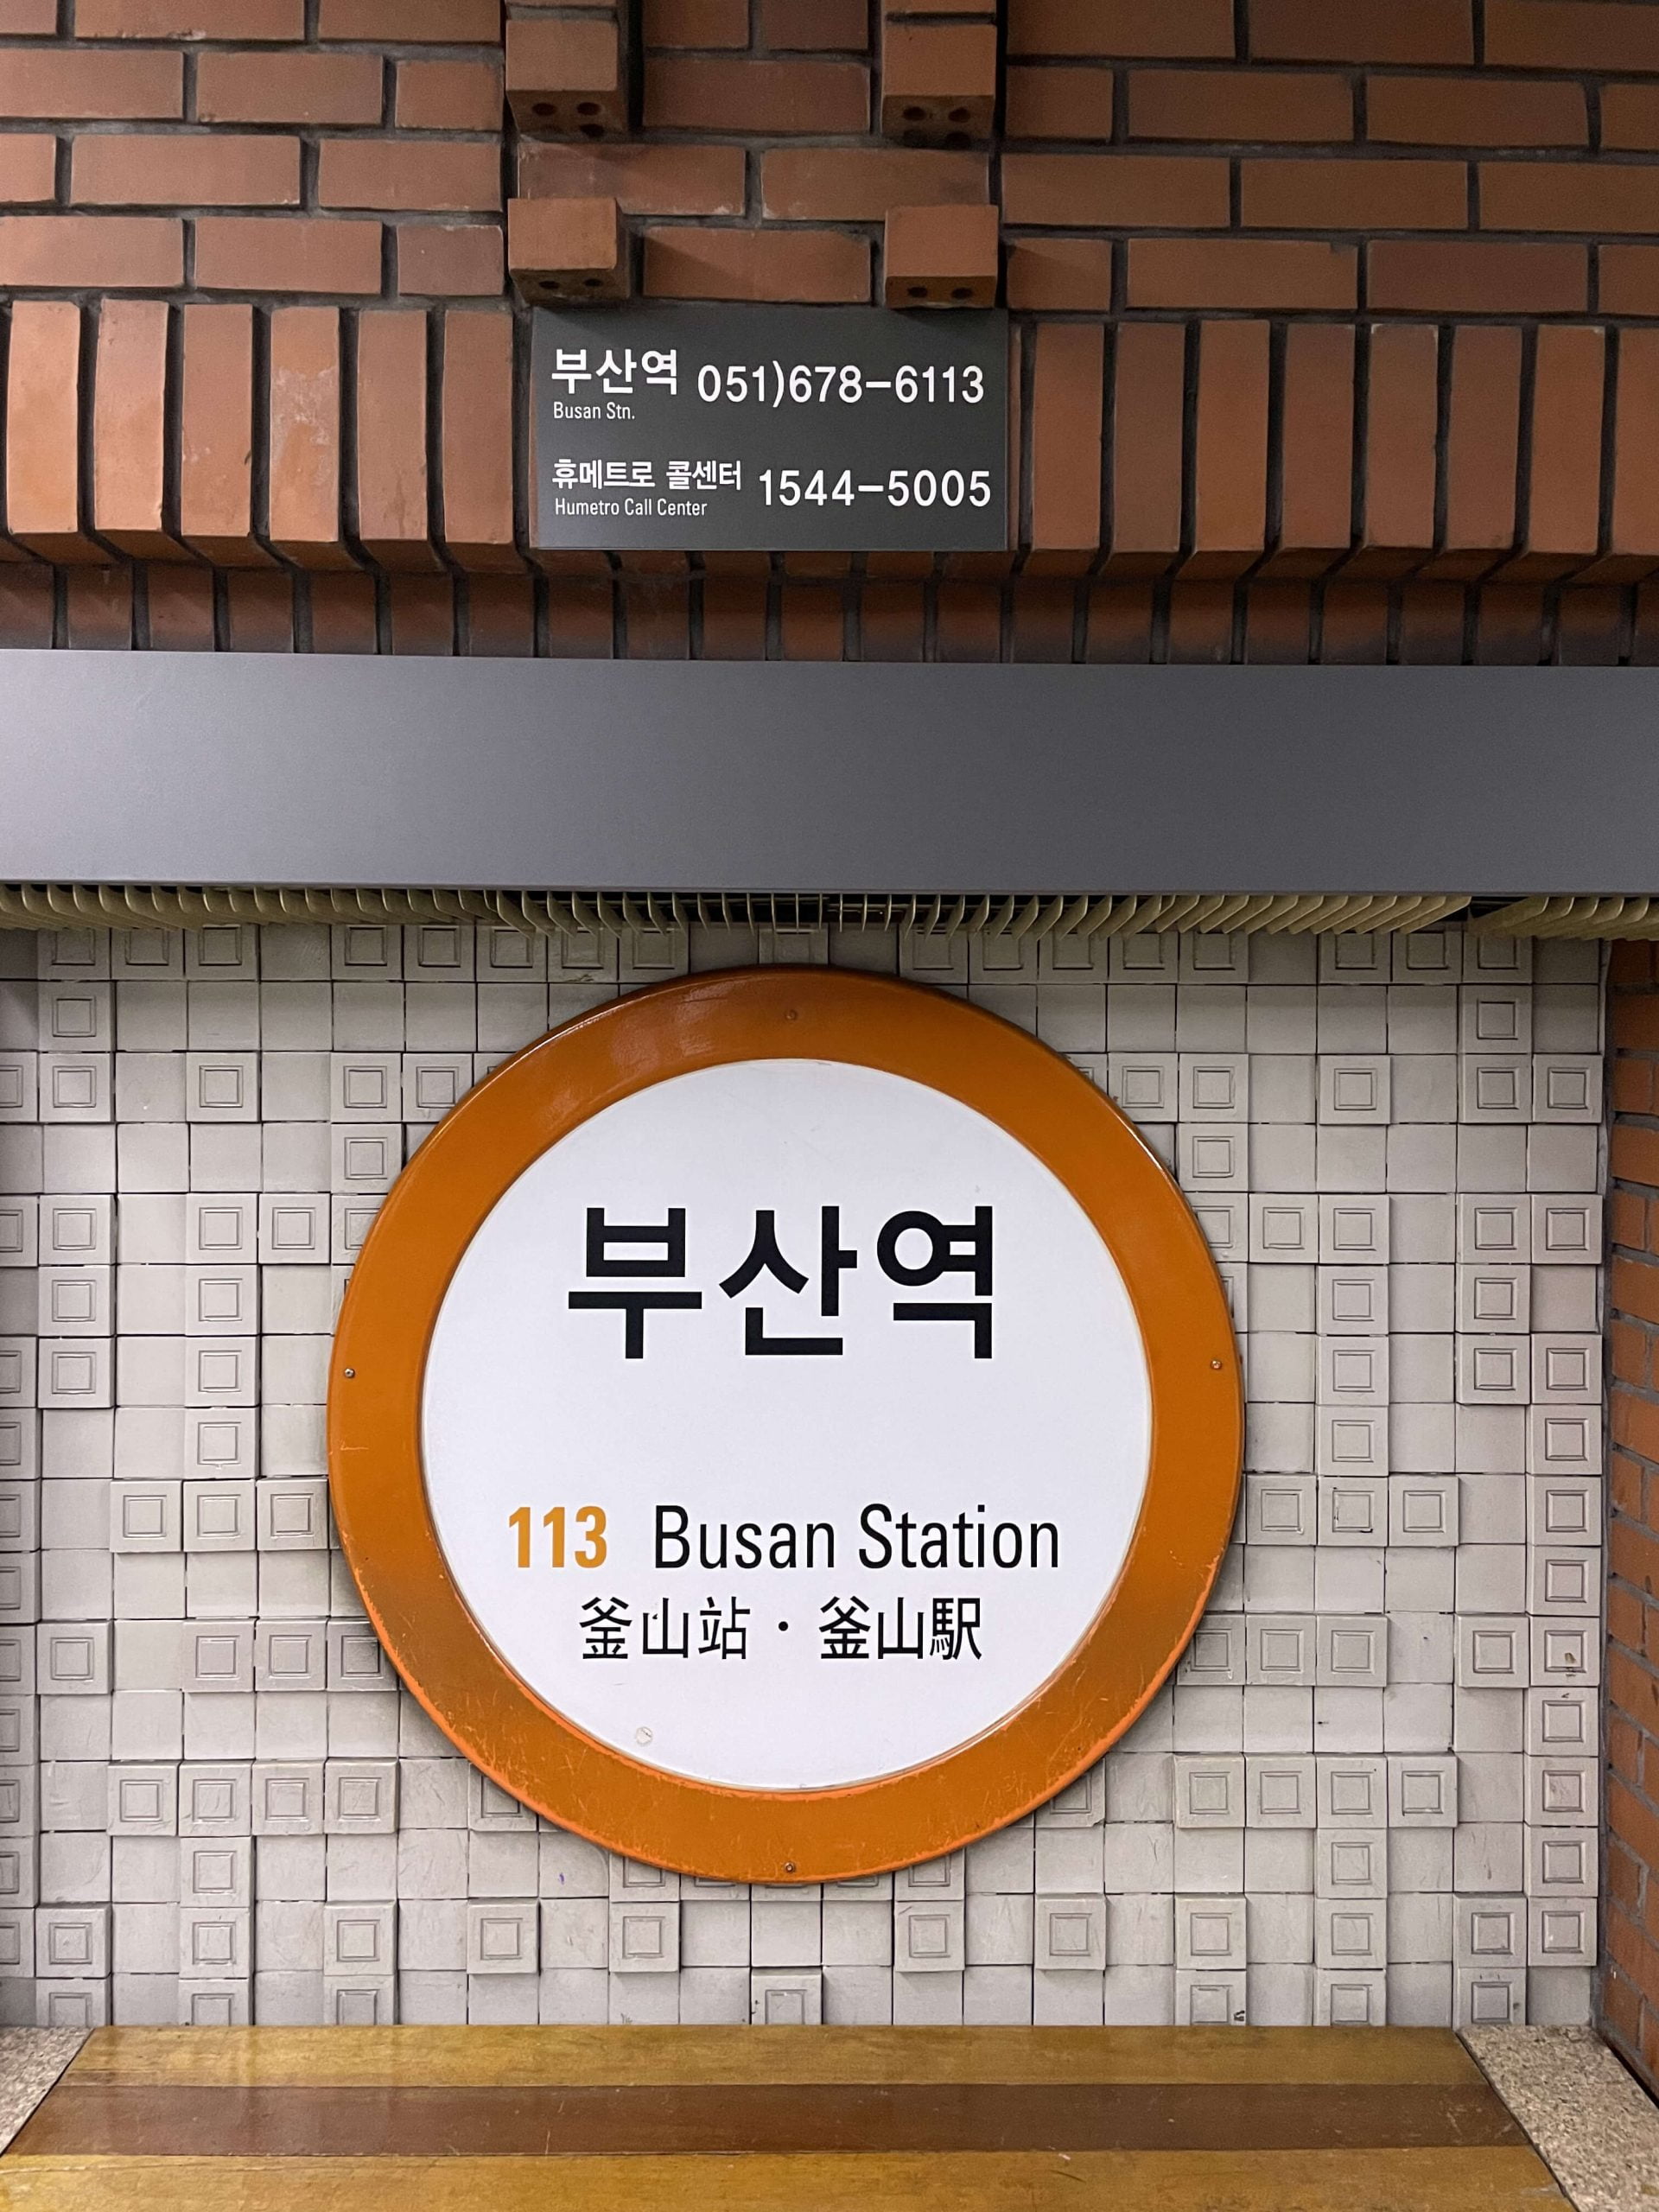 부산역 051)678-6113
Busan Stn.
휴메트로 콜센터 1544-5005
Humetro Call Center
부산역
113 Busan Station
釜山站・釜山駅